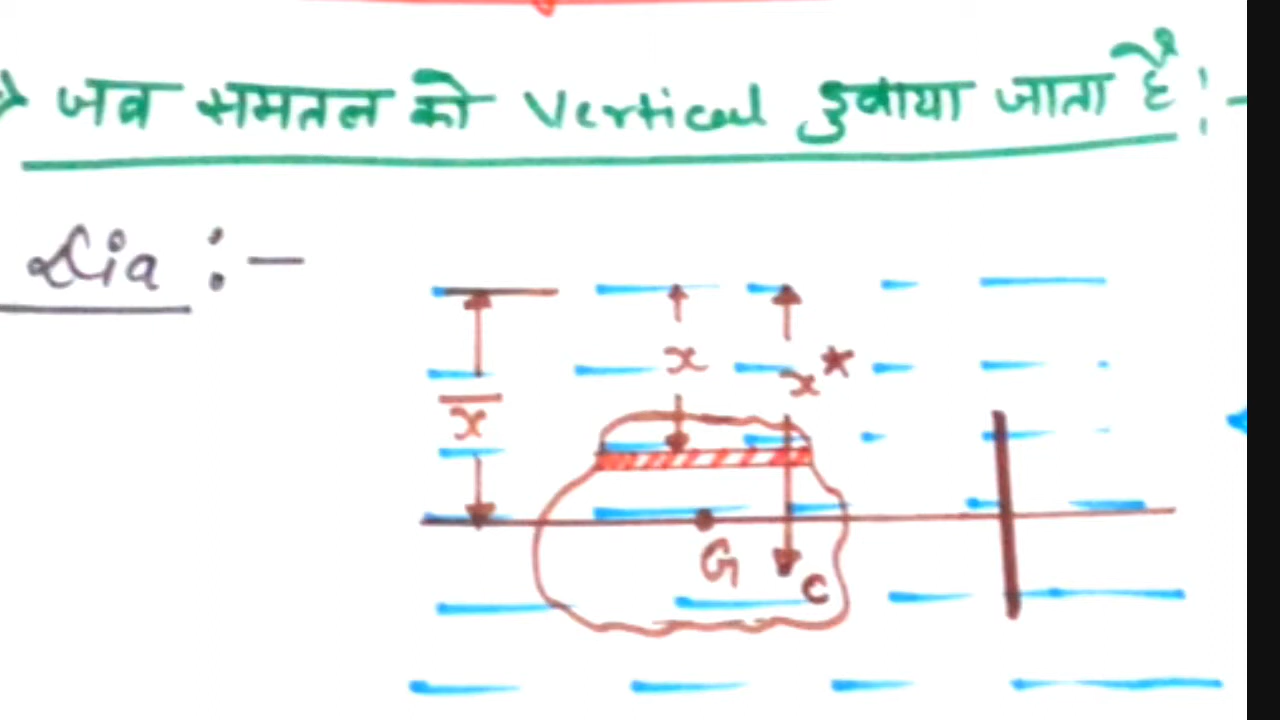 जब समतल को Vertical डुबाया जाता है :-
Dia :-
x
x*
x̄
G
C